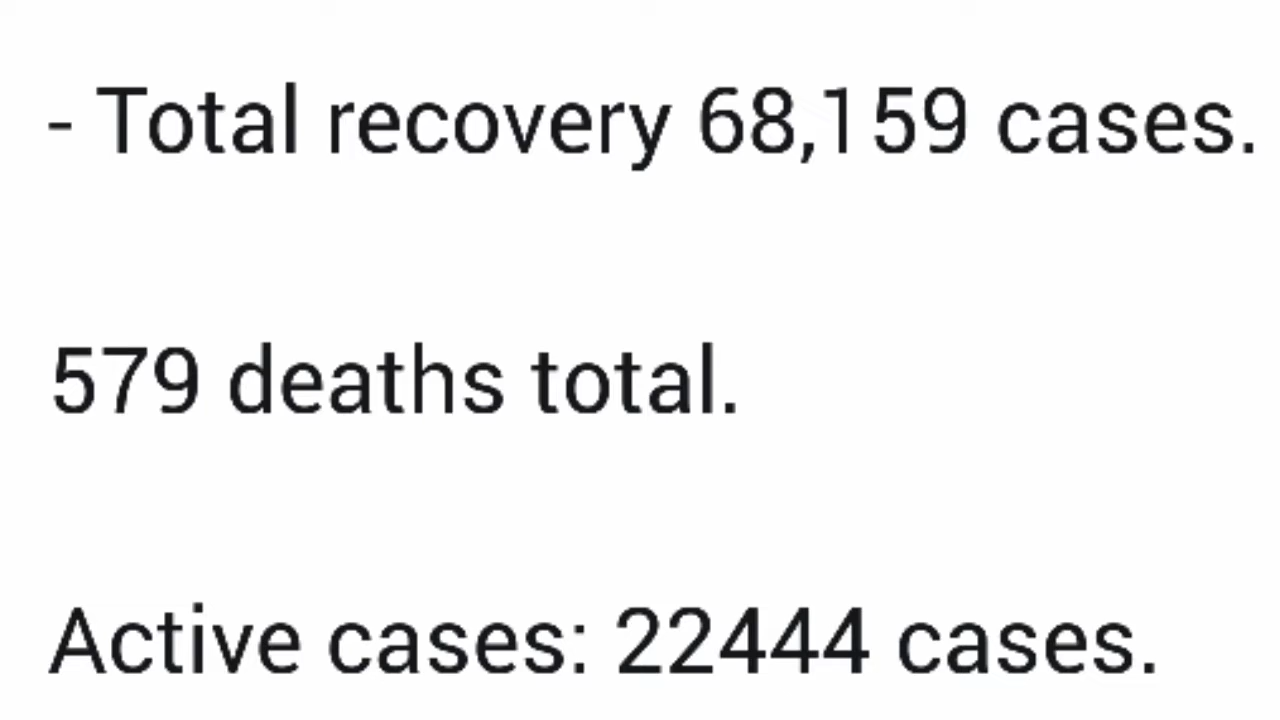 - Total recovery 68,159 cases.
579 deaths total.
Active cases: 22444 cases.